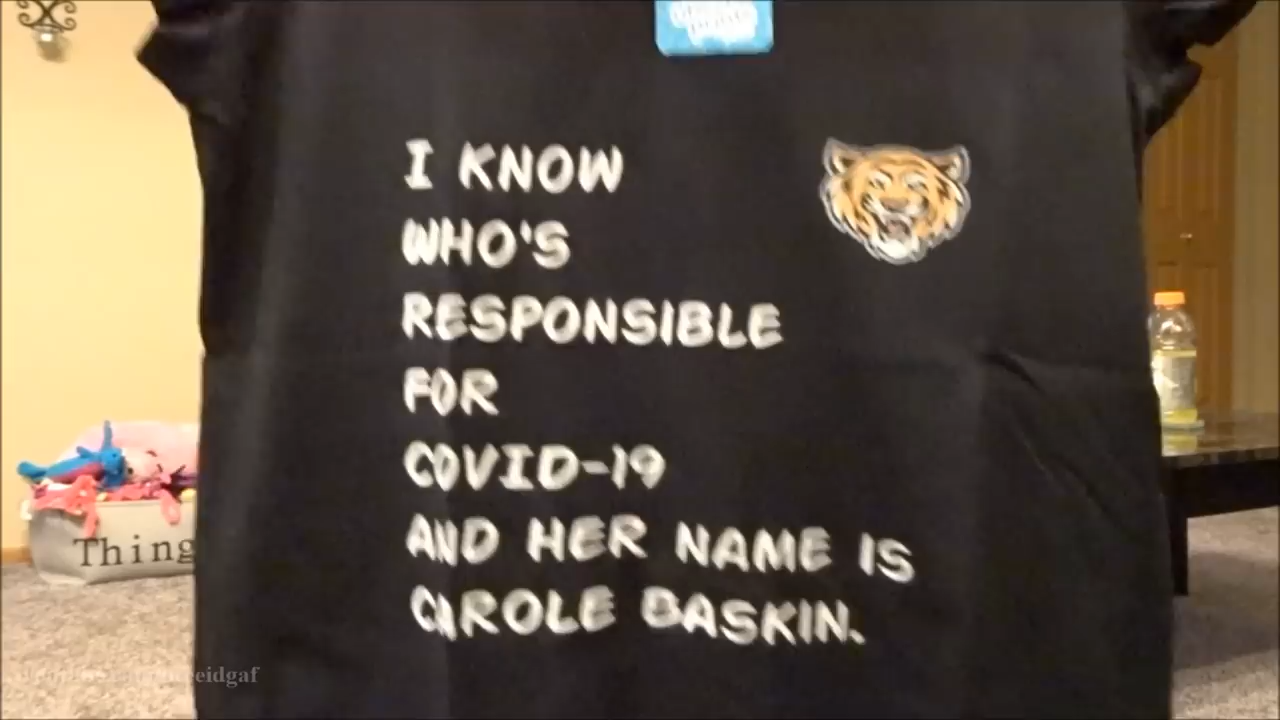 I KNOW
WHO'S
RESPONSIBLE
FOR
COVID-19
AND HER NAME IS
CAROLE BASKIN.
Thing